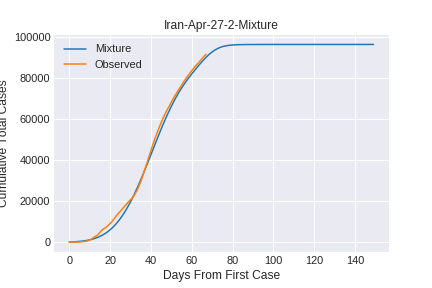 Iran-Apr-27-2-Mixture
Mixture
Observed
100000
80000
60000
40000
20000
0
Cumulative Total Cases
0 20 40 60 80 100 120 140
Days From First Case